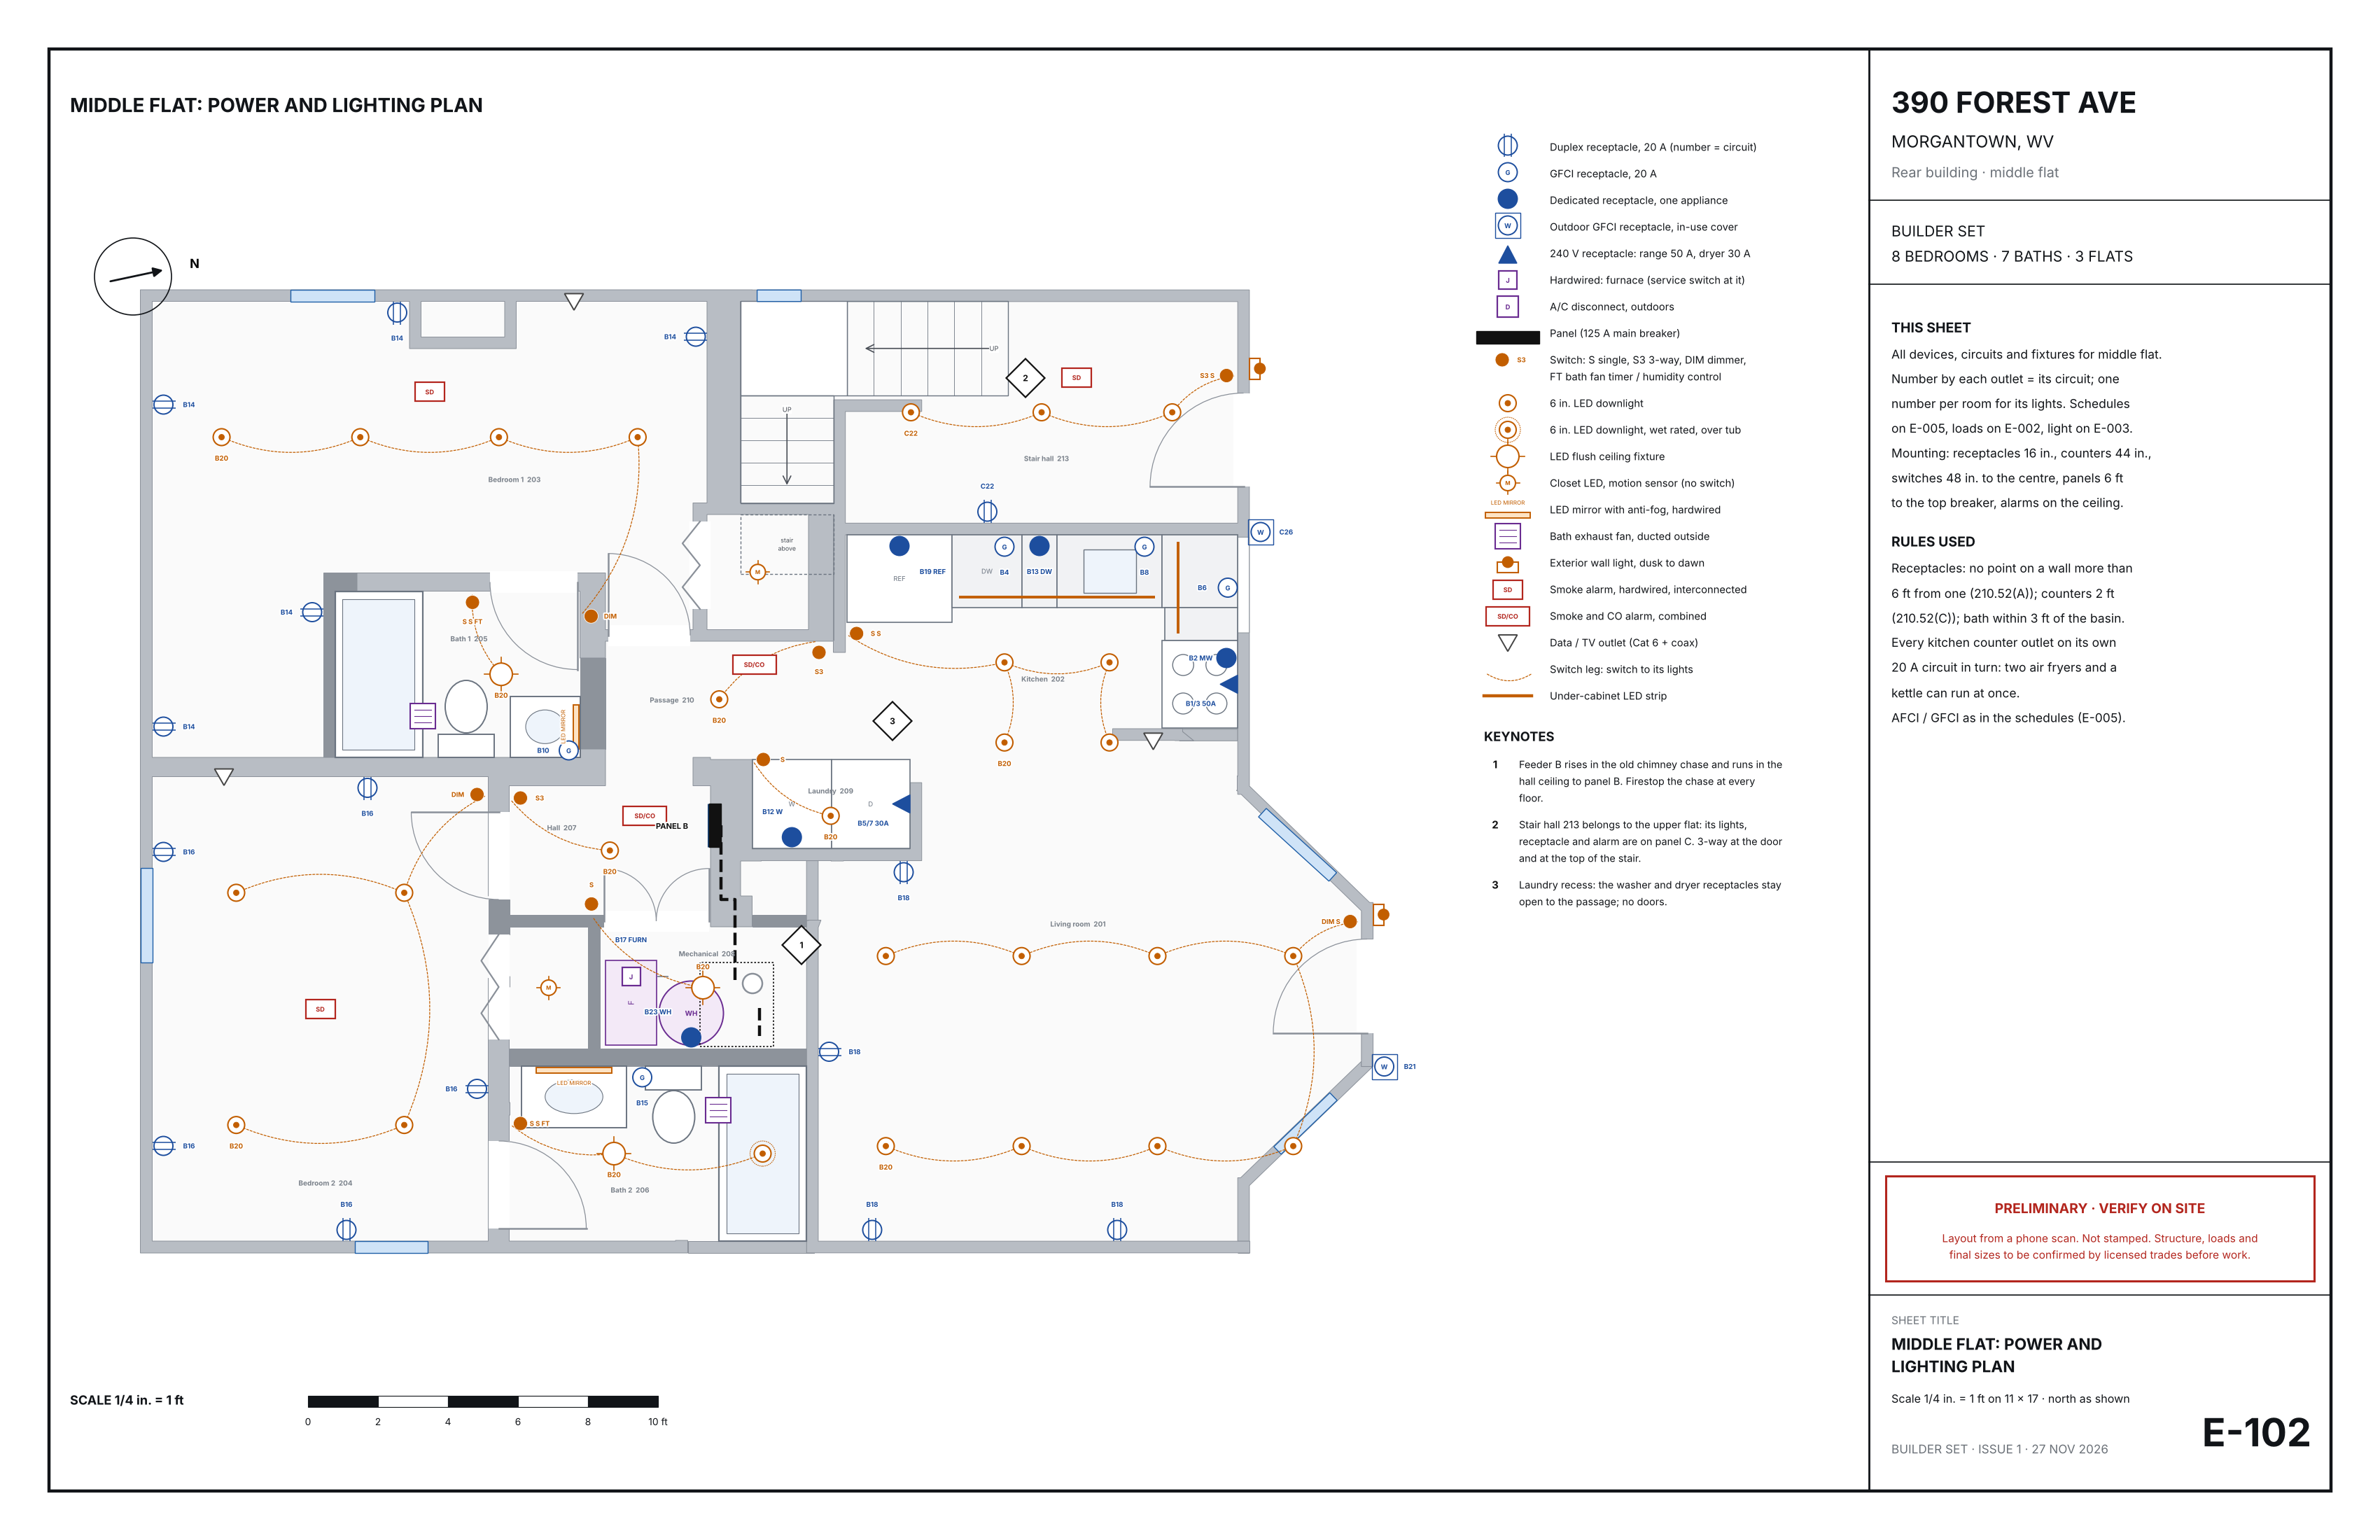 MIDDLE FLAT: POWER AND LIGHTING PLAN
N
B14
B14
B14
SD
B20
Bedroom 1 203
UP
UP
2
SD
S3 S
C22
Stair hall 213
C22
C26
W
stair
above
M
REF
B19 REF
DW
G
B4
B13 DW
G
B8
B6
G
B14
S S FT
Bath 1 205
DIM
B20
LED MIRROR
B10
G
B14
S S
SD/CO
S3
Passage 210
B20
Kitchen 202
B2 MW
B1/3 50A
3
B20
DIM
S3
B16
Hall 207
SD/CO
PANEL B
S
Laundry 209
W
D
B12 W
B5/7 30A
B20
B16
B20
S
B18
DIM S
Living room 201
B17 FURN
Mechanical 208
1
J
B20
F
M
B23 WH
WH
SD
B18
W
B21
B16
LED MIRROR
G
B15
S S FT
B16
B20
B20
B20
Bedroom 2 204
Bath 2 206
B16
B18
B18
SCALE 1/4 in. = 1 ft
0 2 4 6 8 10 ft
Duplex receptacle, 20 A (number = circuit)
G GFCI receptacle, 20 A
Dedicated receptacle, one appliance
W Outdoor GFCI receptacle, in-use cover
240 V receptacle: range 50 A, dryer 30 A
J Hardwired: furnace (service switch at it)
D A/C disconnect, outdoors
Panel (125 A main breaker)
S3 Switch: S single, S3 3-way, DIM dimmer,
FT bath fan timer / humidity control
6 in. LED downlight
6 in. LED downlight, wet rated, over tub
LED flush ceiling fixture
M Closet LED, motion sensor (no switch)
LED MIRROR
LED mirror with anti-fog, hardwired
Bath exhaust fan, ducted outside
Exterior wall light, dusk to dawn
SD Smoke alarm, hardwired, interconnected
SD/CO Smoke and CO alarm, combined
Data / TV outlet (Cat 6 + coax)
Switch leg: switch to its lights
Under-cabinet LED strip
KEYNOTES
1 Feeder B rises in the old chimney chase and runs in the
hall ceiling to panel B. Firestop the chase at every
floor.
2 Stair hall 213 belongs to the upper flat: its lights,
receptacle and alarm are on panel C. 3-way at the door
and at the top of the stair.
3 Laundry recess: the washer and dryer receptacles stay
open to the passage; no doors.
390 FOREST AVE
MORGANTOWN, WV
Rear building · middle flat
BUILDER SET
8 BEDROOMS · 7 BATHS · 3 FLATS
THIS SHEET
All devices, circuits and fixtures for middle flat.
Number by each outlet = its circuit; one
number per room for its lights. Schedules
on E-005, loads on E-002, light on E-003.
Mounting: receptacles 16 in., counters 44 in.,
switches 48 in. to the centre, panels 6 ft
to the top breaker, alarms on the ceiling.
RULES USED
Receptacles: no point on a wall more than
6 ft from one (210.52(A)); counters 2 ft
(210.52(C)); bath within 3 ft of the basin.
Every kitchen counter outlet on its own
20 A circuit in turn: two air fryers and a
kettle can run at once.
AFCI / GFCI as in the schedules (E-005).
PRELIMINARY · VERIFY ON SITE
Layout from a phone scan. Not stamped. Structure, loads and
final sizes to be confirmed by licensed trades before work.
SHEET TITLE
MIDDLE FLAT: POWER AND
LIGHTING PLAN
Scale 1/4 in. = 1 ft on 11 × 17 · north as shown
BUILDER SET · ISSUE 1 · 27 NOV 2026
E-102